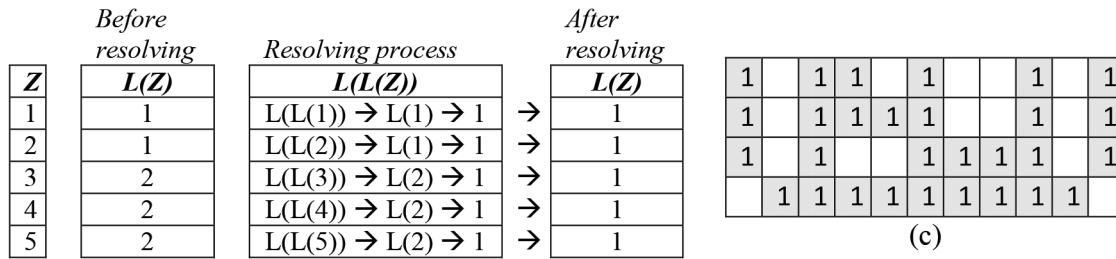 Before resolving
Resolving process
After resolving
Z L(Z) L(L(Z)) L(Z)
1 1 L(L(1)) → L(1) → 1 → 1
2 1 L(L(2)) → L(1) → 1 → 1
3 2 L(L(3)) → L(2) → 1 → 1
4 2 L(L(4)) → L(2) → 1 → 1
5 2 L(L(5)) → L(2) → 1 → 1
1 1 1 1 1 1
1 1 1 1 1 1 1
1 1 1 1 1 1 1
1 1 1 1 1 1 1 1 1
(c)